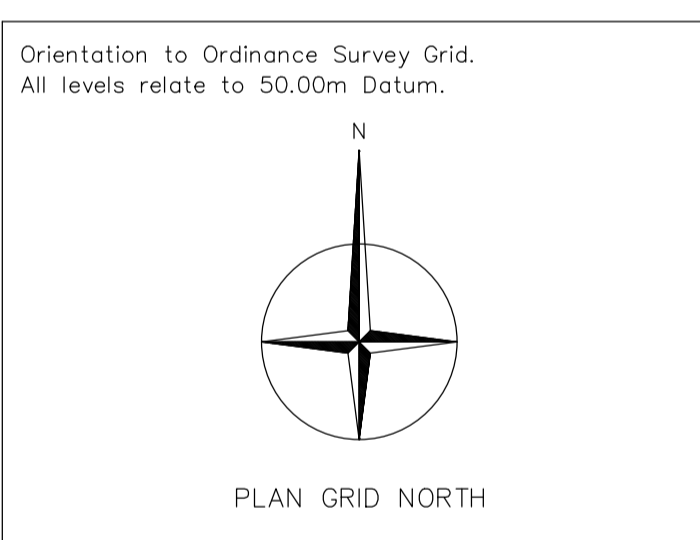 Orientation to Ordinance Survey Grid.
All levels relate to 50.00m Datum.
N
PLAN GRID NORTH